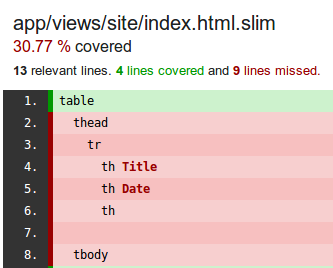 app/views/site/index.html.slim
30.77 % covered
13 relevant lines. 4 lines covered and 9 lines missed.
1. table
2. thead
3. tr
4. th Title
5. th Date
6. th
7.
8. tbody